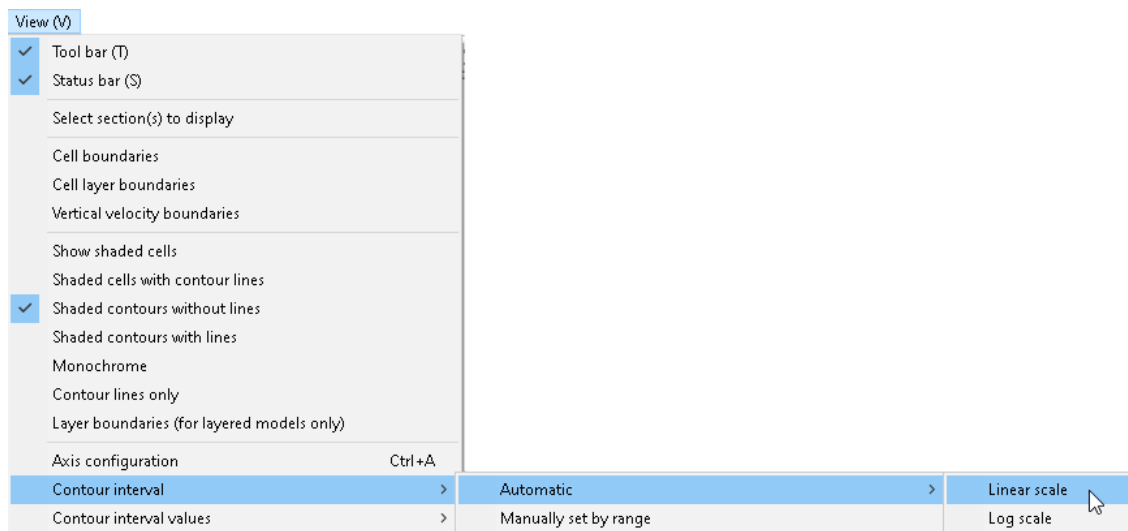 View (V)
Tool bar (T)
Status bar (S)
Select section(s) to display
Cell boundaries
Cell layer boundaries
Vertical velocity boundaries
Show shaded cells
Shaded cells with contour lines
Shaded contours without lines
Shaded contours with lines
Monochrome
Contour lines only
Layer boundaries (for layered models only)
Axis configuration Ctrl+A
Contour interval Automatic Linear scale
Contour interval values Manually set by range Log scale